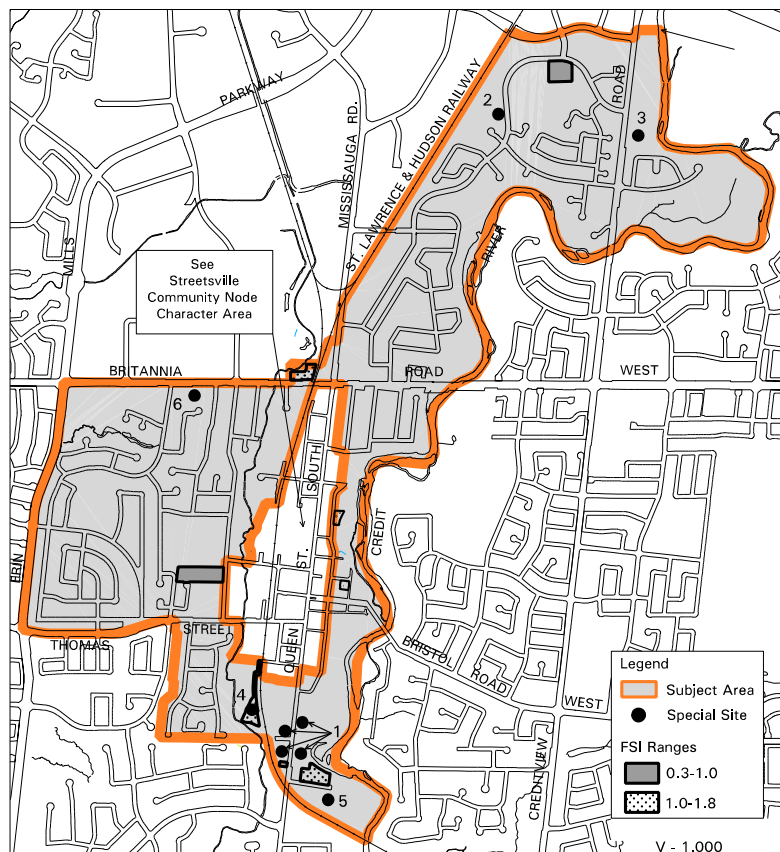 PARKWAY
MISSISSAUGA RD.
ST. LAWRENCE & HUDSON RAILWAY
ROAD
2
3
MILLS
RIVER
See
Streetsville
Community Node
Character Area
BRITANNIA
ROAD
WEST
6
SOUTH
ST.
CREDIT
ERIN
QUEEN
THOMAS
STREET
BRISTOL
ROAD
WEST
4
1
5
CREDITVIEW
Legend
Subject Area
Special Site
FSI Ranges
0.3-1.0
1.0-1.8
V - 1.000